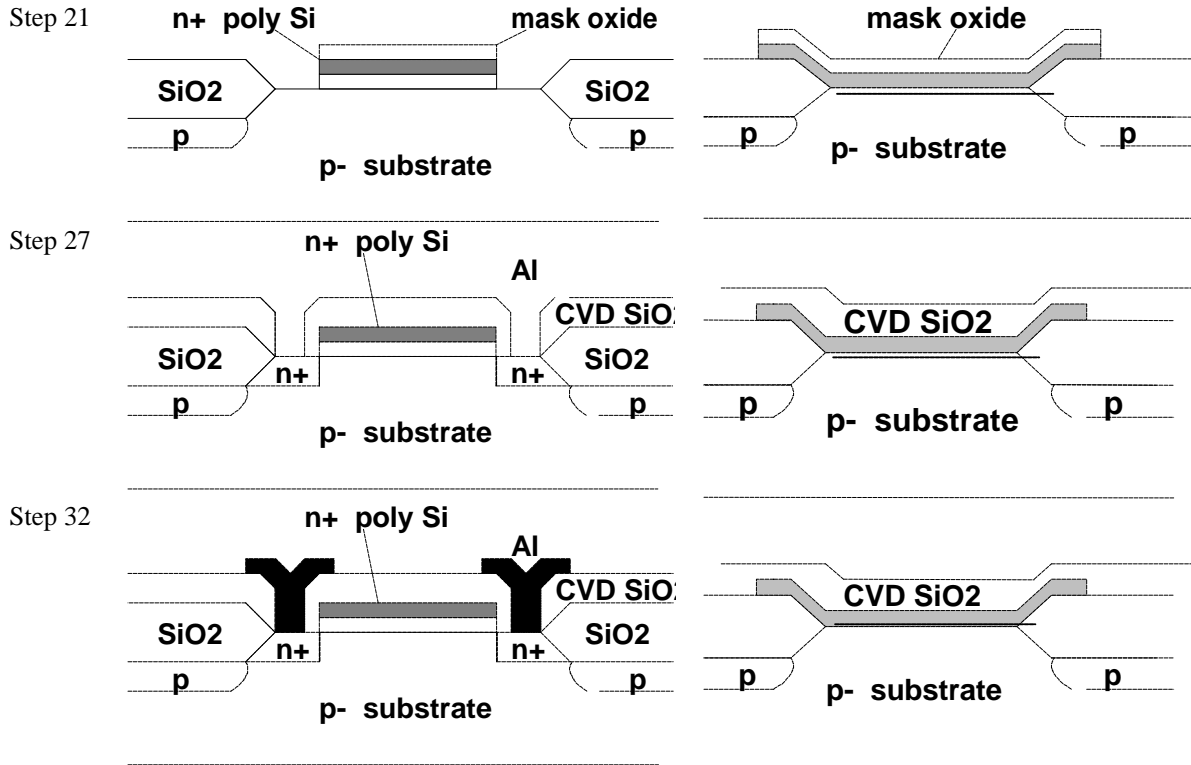 Step 21
n+ poly Si
mask oxide
SiO2
SiO2
p
p
p- substrate
mask oxide
p
p
p- substrate
Step 27
n+ poly Si
Al
CVD SiO2
SiO2
n+
n+
SiO2
p
p
p- substrate
CVD SiO2
p
p
p- substrate
Step 32
n+ poly Si
Al
CVD SiO2
SiO2
n+
n+
SiO2
p
p
p- substrate
CVD SiO2
p
p
p- substrate